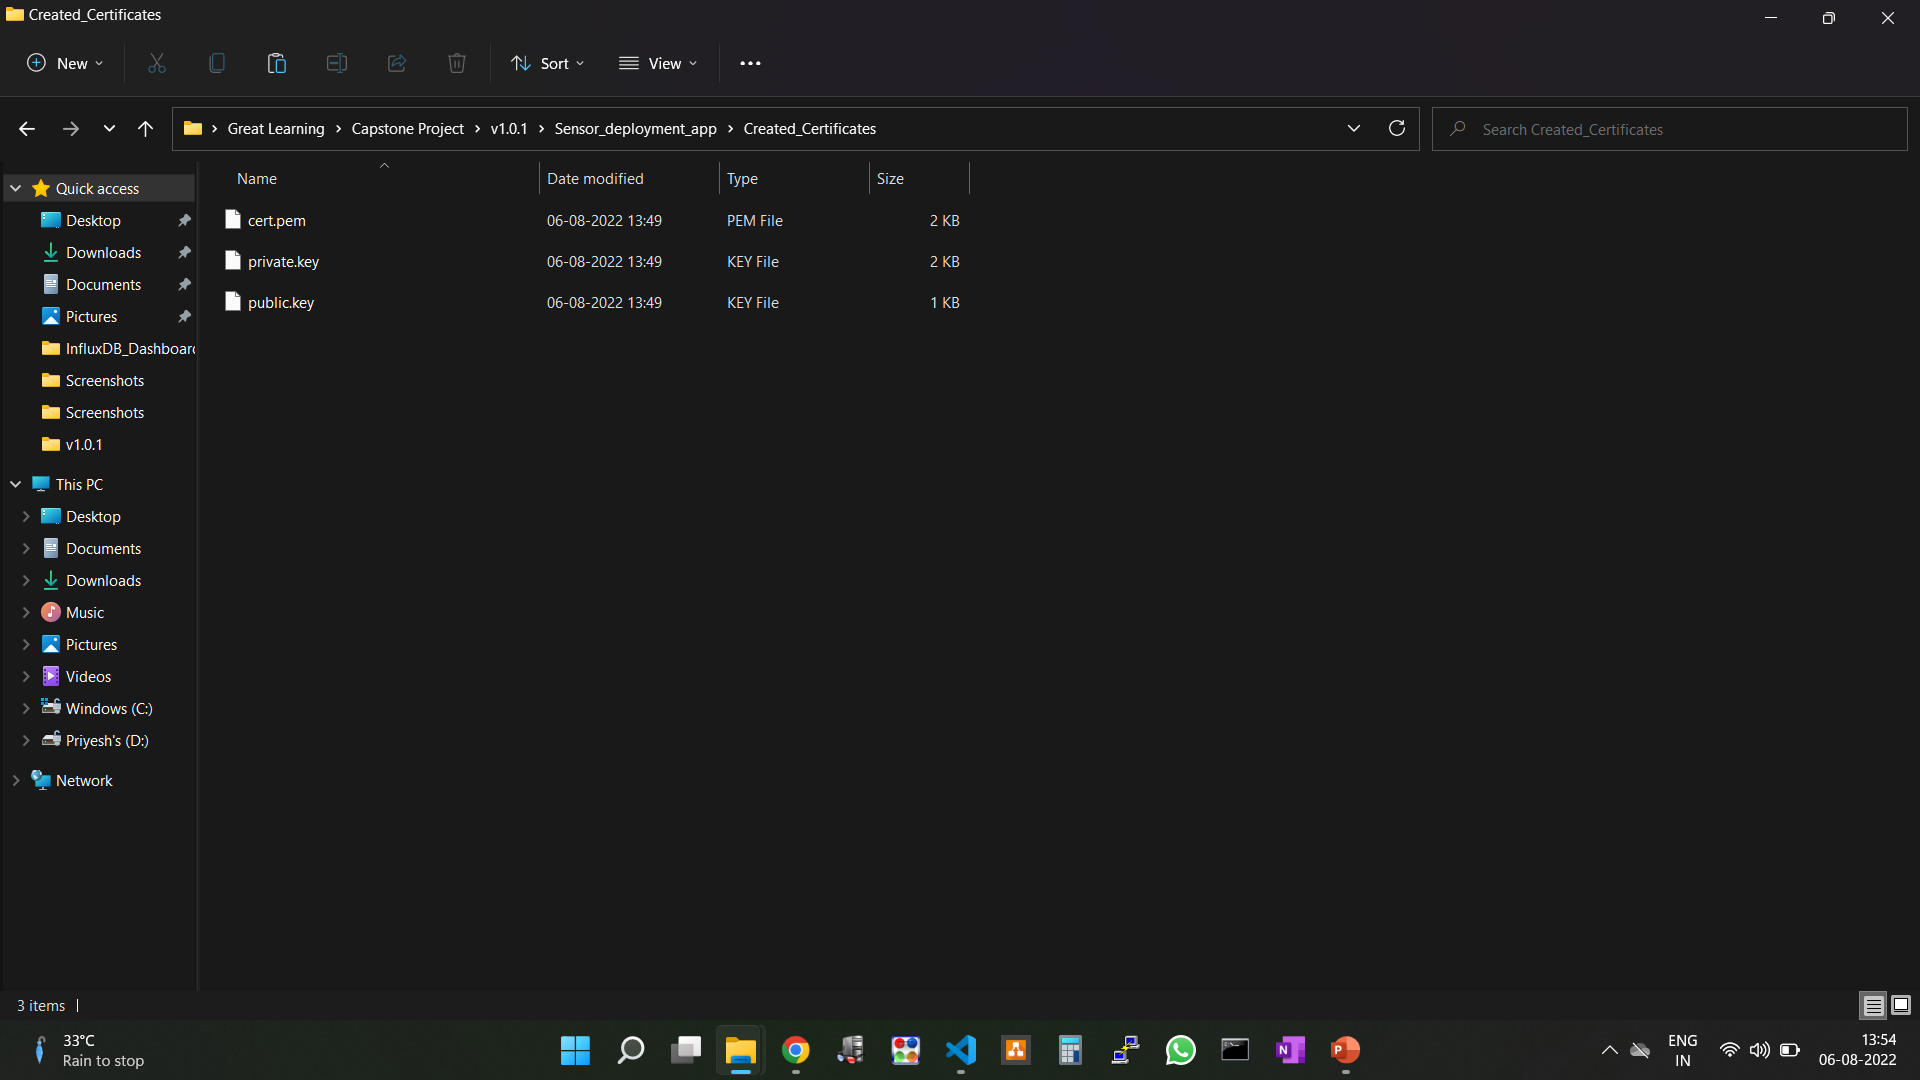 Created_Certificates
New
Sort
View
Great Learning > Capstone Project > v1.0.1 > Sensor_deployment_app > Created_Certificates
Search Created_Certificates
Quick access
Desktop
Downloads
Documents
Pictures
InfluxDB_Dashboar
Screenshots
Screenshots
v1.0.1
This PC
Desktop
Documents
Downloads
Music
Pictures
Videos
Windows (C:)
Priyesh's (D:)
Network
Name Date modified Type Size
cert.pem 06-08-2022 13:49 PEM File 2 KB
private.key 06-08-2022 13:49 KEY File 2 KB
public.key 06-08-2022 13:49 KEY File 1 KB
3 items
33°C
Rain to stop
ENG
IN
13:54
06-08-2022